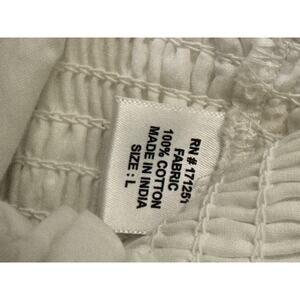 RN # 171251
FABRIC
100% COTTON
MADE IN INDIA
SIZE : L